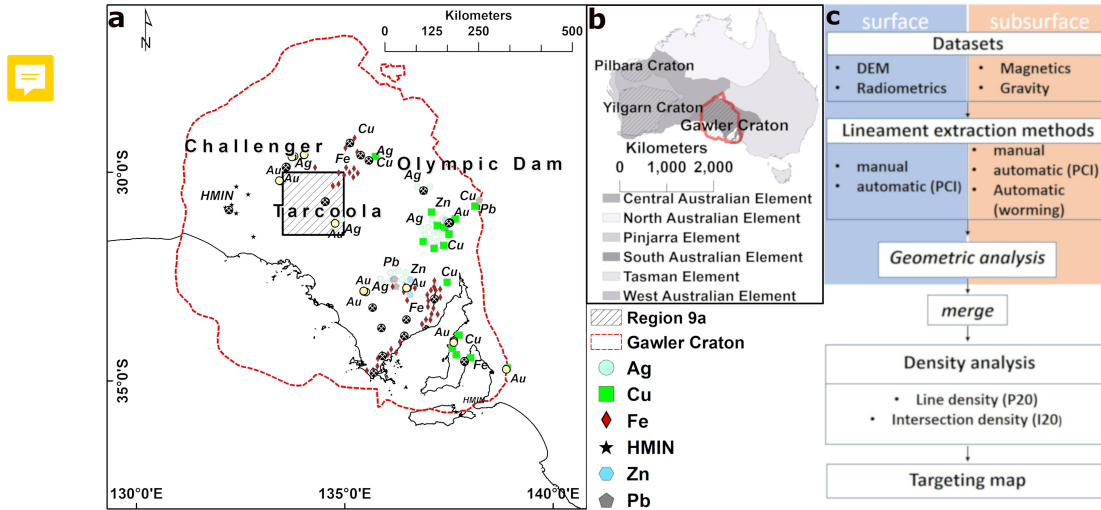 a
N
Kilometers
0 125 250 500
Cu
Challenger
Ag
Fe
Ag
Cu
Olympic Dam
Au
Au
30°0'S
HMIN
Ag
Cu
Tarcoola
Zn
Au
Pb
Au
Ag
Ag
Cu
Pb
Zn
Cu
Au
Ag
Au
Au
Fe
Au
Cu
Fe
35°0'S
Au
HMIN
130°0'E
135°0'E
140°0'E
b
Pilbara Craton
Yilgarn Craton
Gawler Craton
Kilometers
0 1,000 2,000
Central Australian Element
North Australian Element
Pinjarra Element
South Australian Element
Tasman Element
West Australian Element
Region 9a
Gawler Craton
Ag
Cu
Fe
HMIN
Zn
Pb
c
surface
subsurface
Datasets
• DEM
• Radiometrics
• Magnetics
• Gravity
Lineament extraction methods
• manual
• automatic (PCI)
• manual
• automatic (PCI)
• Automatic
(worming)
Geometric analysis
merge
Density analysis
• Line density (P20)
• Intersection density (I20)
Targeting map